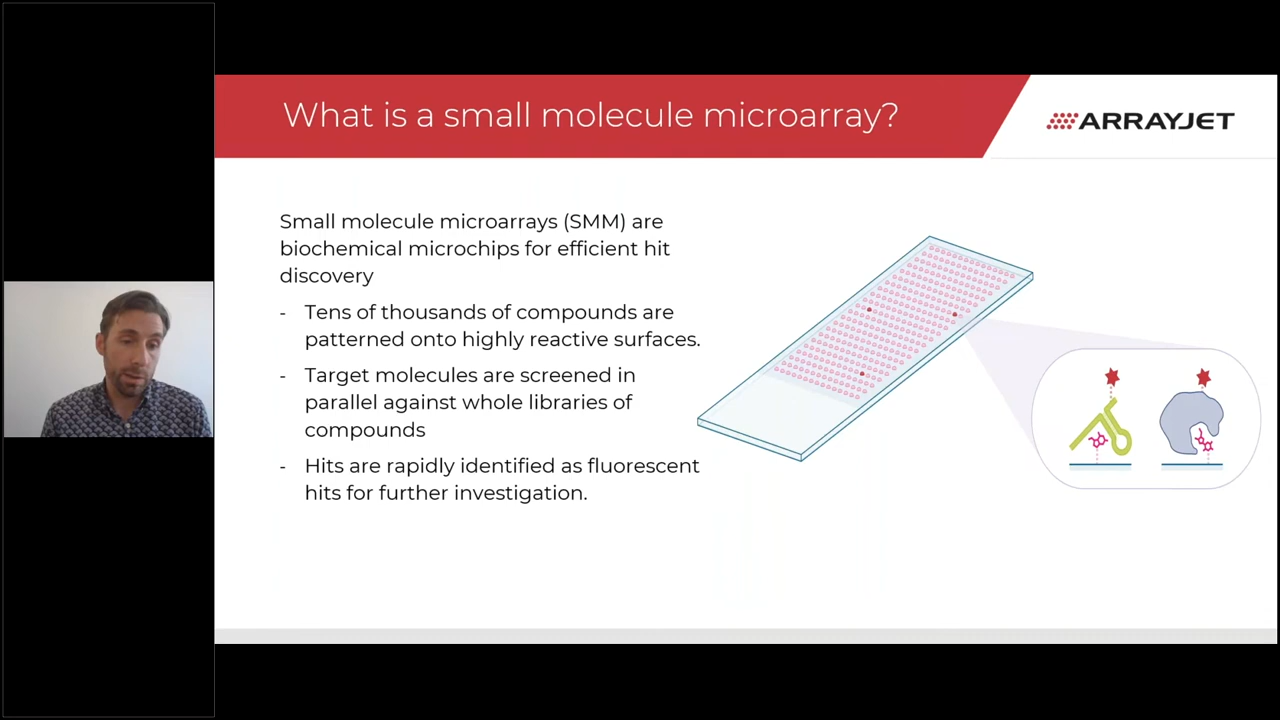 What is a small molecule microarray?
ARRAYJET
Small molecule microarrays (SMM) are
biochemical microchips for efficient hit
discovery
- Tens of thousands of compounds are
patterned onto highly reactive surfaces.
- Target molecules are screened in
parallel against whole libraries of
compounds
- Hits are rapidly identified as fluorescent
hits for further investigation.